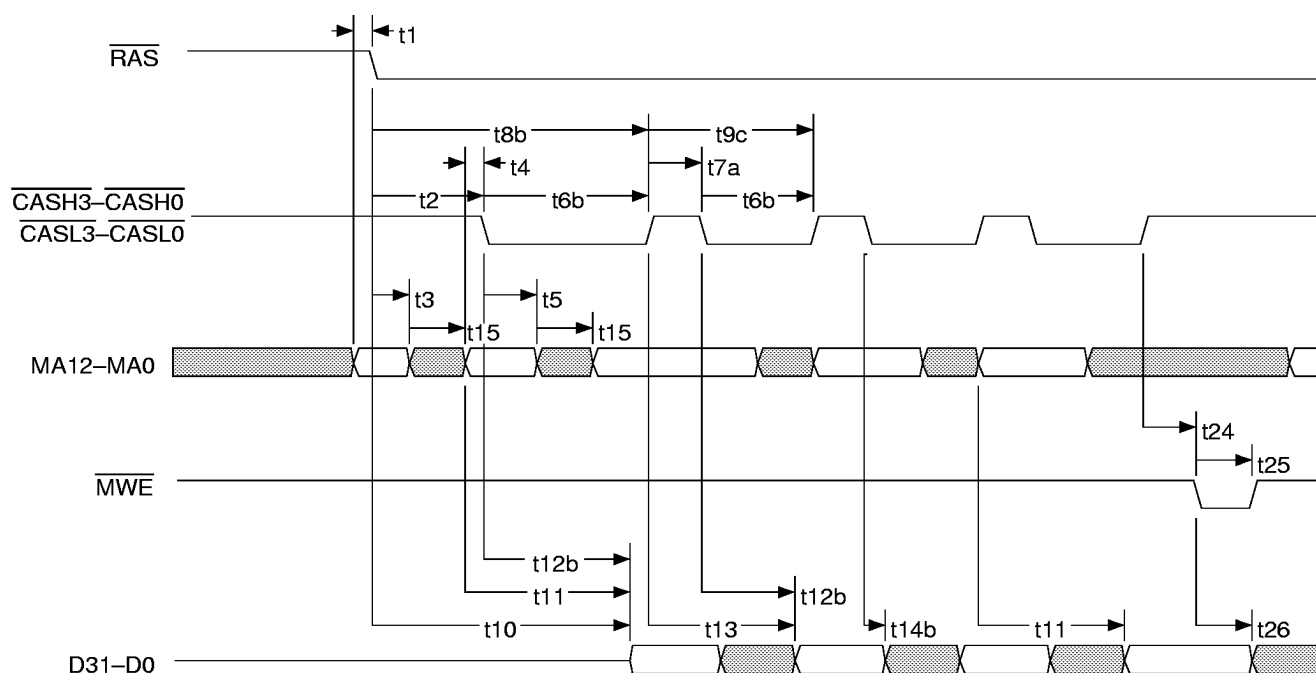 t1
RAS
t8b t9c
t4 t7a
CASH3–CASH0 t2 t6b t6b
CASL3–CASL0
t3 t5
t15 t15
MA12–MA0
t24
t25
MWE
t12b
t11 t12b
t10 t13 t14b t11 t26
D31–D0